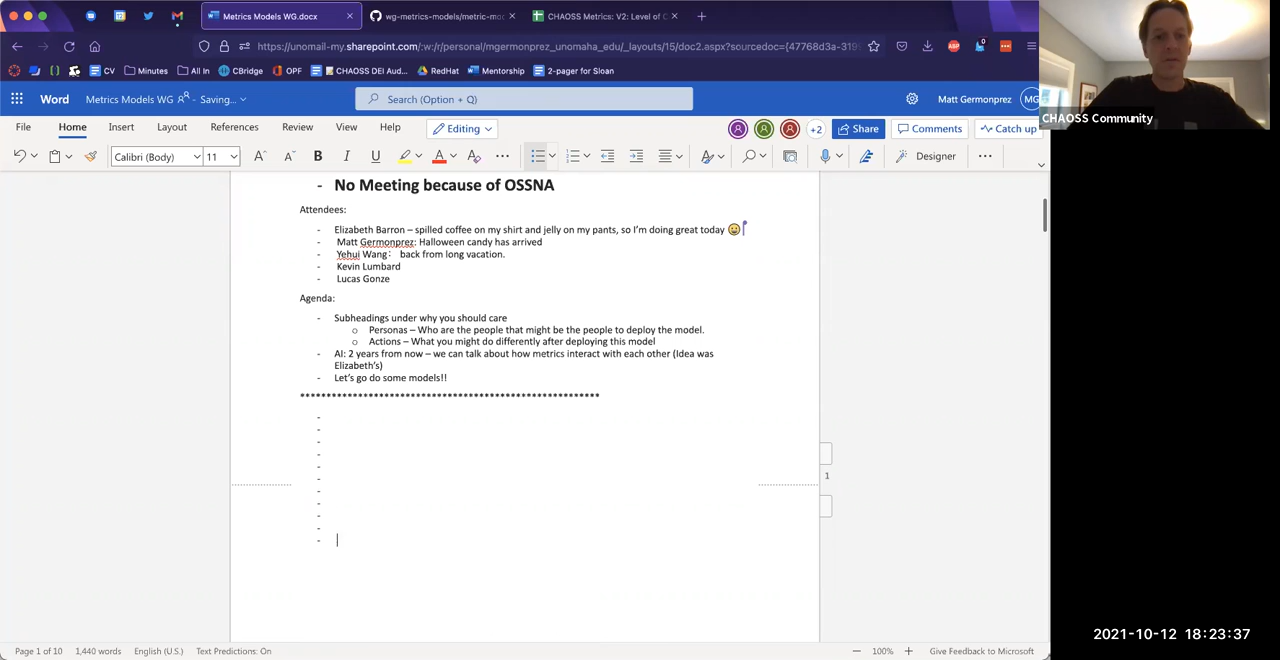 Metrics Models WG.docx
wg-metrics-models/metric-mod
CHAOSS Metrics: V2: Level of C
https://unomail-my.sharepoint.com/:w:/r/personal/mgermonprez_unomaha_edu/_layouts/15/doc2.aspx?sourcedoc={47768d3a-319
CV
Minutes
All In
CBridge
OPF
CHAOSS DEI Aud...
RedHat
Mentorship
2-pager for Sloan
Word
Metrics Models WG - Saving...
Search (Option + Q)
Matt Germonprez
MG
File Home Insert Layout References Review View Help
Editing
+2
Share
Comments
Catch up
Calibri (Body)
11
B I U
Designer
- No Meeting because of OSSNA
Attendees:
- Elizabeth Barron – spilled coffee on my shirt and jelly on my pants, so I'm doing great today 😀
- Matt Germonprez: Halloween candy has arrived
- Yehui Wang： back from long vacation.
- Kevin Lumbard
- Lucas Gonze
Agenda:
- Subheadings under why you should care
o Personas – Who are the people that might be the people to deploy the model.
o Actions – What you might do differently after deploying this model
- AI: 2 years from now – we can talk about how metrics interact with each other (Idea was
Elizabeth's)
- Let's go do some models!!
*********************************************************
-
-
-
-
-
-
-
-
-
-
-
1
Page 1 of 10
1,440 words
English (U.S.)
Text Predictions: On
100%
Give Feedback to Microsoft
CHAOSS Community
2021-10-12 18:23:37